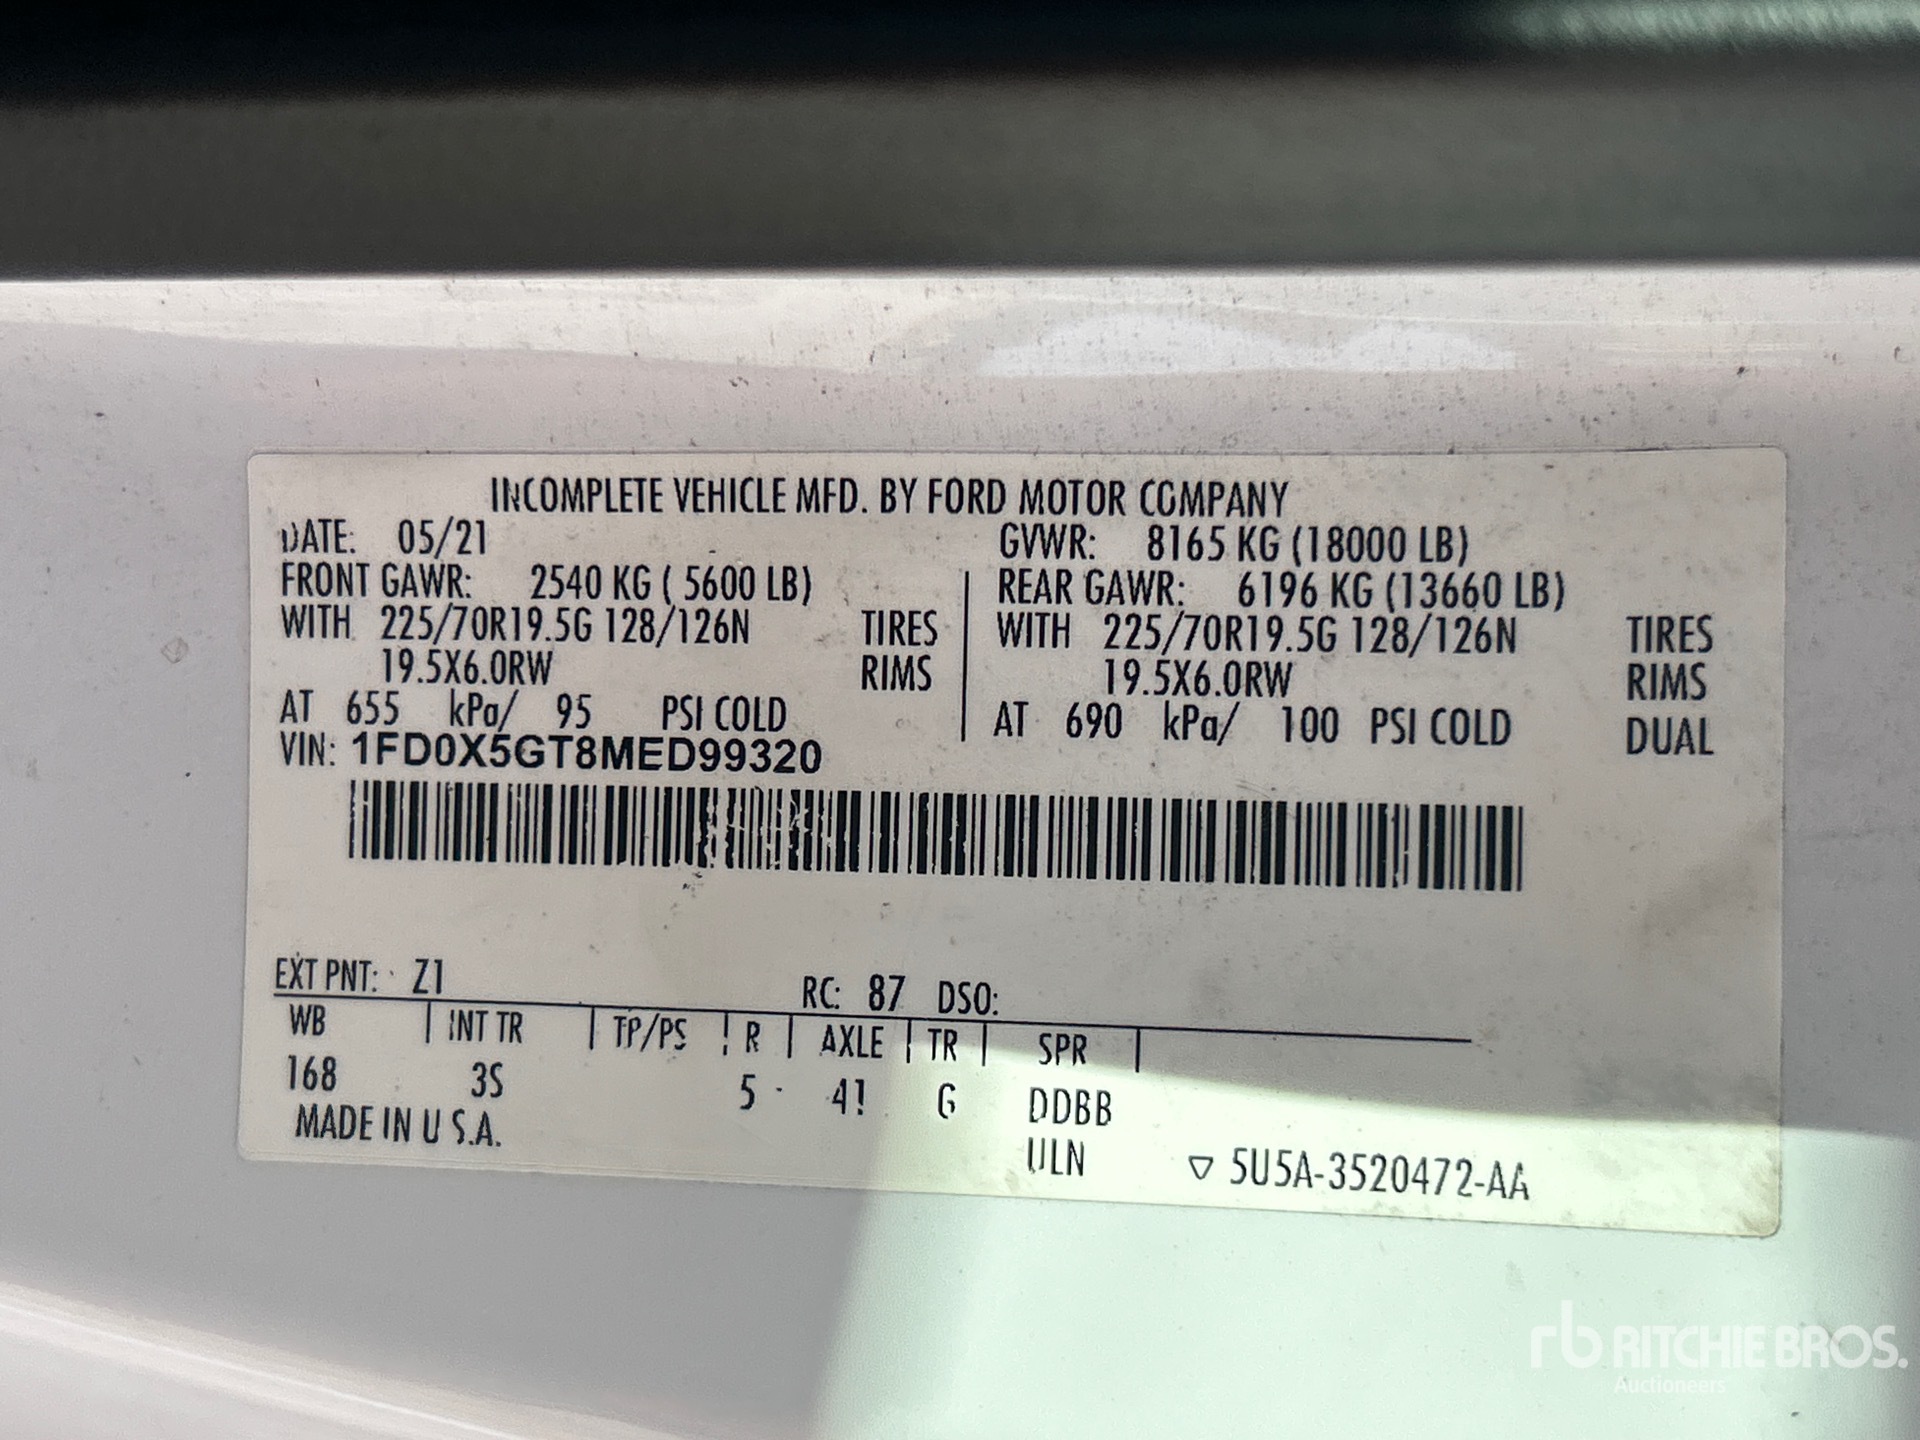 INCOMPLETE VEHICLE MFD. BY FORD MOTOR COMPANY
DATE: 05/21 GVWR: 8165 KG (18000 LB)
FRONT GAWR: 2540 KG ( 5600 LB) REAR GAWR: 6196 KG (13660 LB)
WITH 225/70R19.5G 128/126N TIRES WITH 225/70R19.5G 128/126N TIRES
19.5X6.0RW RIMS 19.5X6.0RW RIMS
AT 655 kPa/ 95 PSI COLD AT 690 kPa/ 100 PSI COLD DUAL
VIN: 1FD0X5GT8MED99320
EXT PNT: Z1 RC: 87 DSO:
WB INT TR TP/PS R AXLE TR SPR
168 3S 5 41 G DDBB
MADE IN U.S.A. ULN ▽ 5U5A-3520472-AA
rb RITCHIE BROS.
Auctioneers